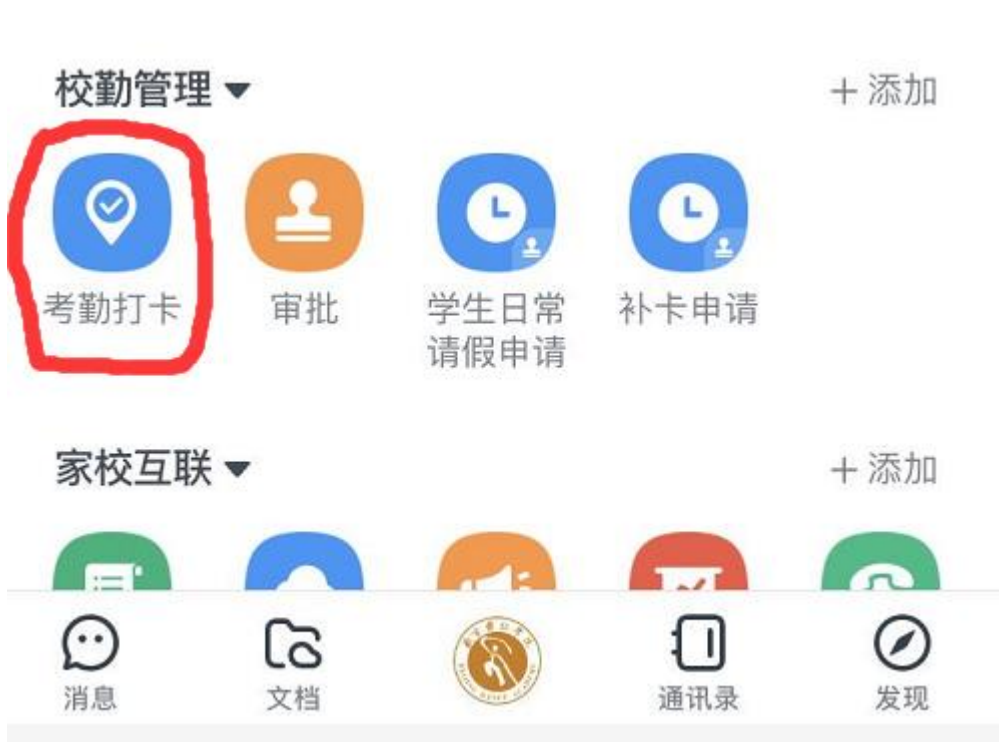 校勤管理
+ 添加
考勤打卡
审批
学生日常
请假申请
补卡申请
家校互联
+ 添加
消息
文档
通讯录
发现